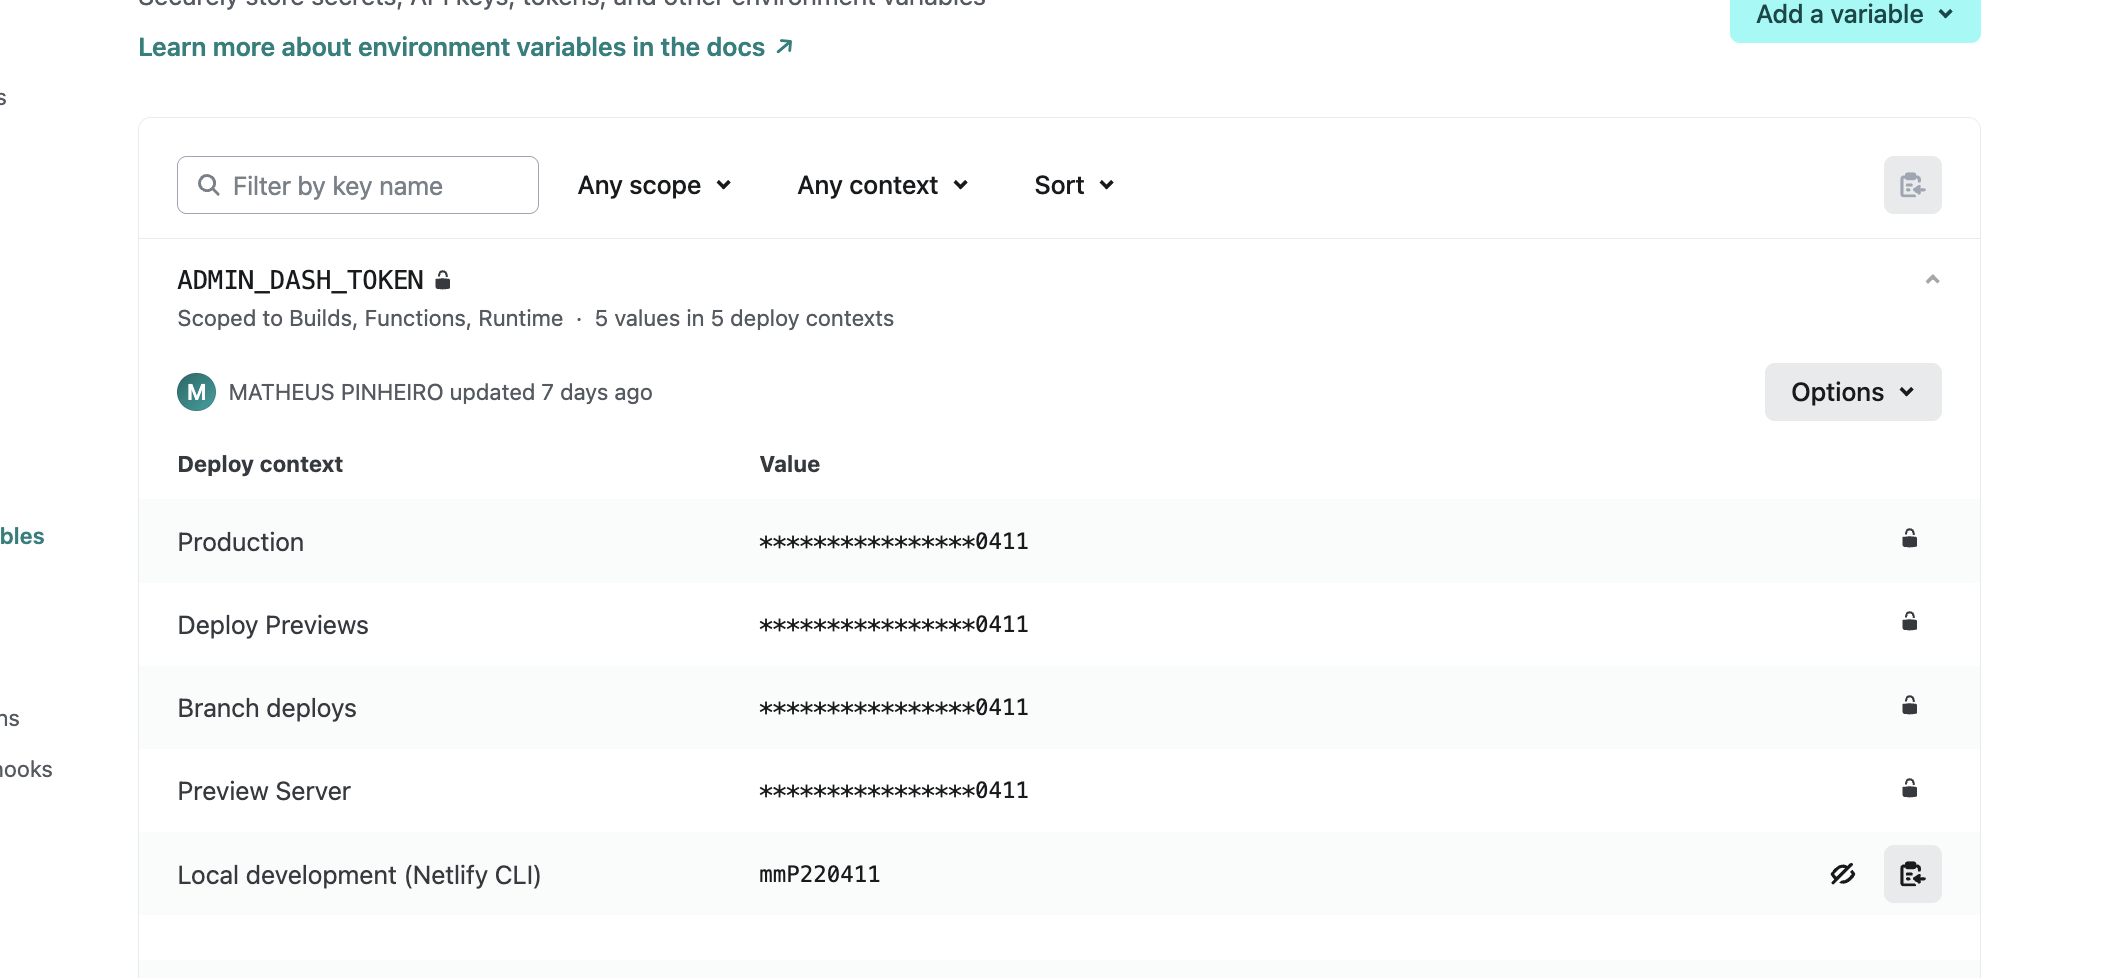 Securely store secrets, API keys, tokens, and other environment variables
Add a variable
Learn more about environment variables in the docs ↗
s
Filter by key name
Any scope
Any context
Sort
ADMIN_DASH_TOKEN
Scoped to Builds, Functions, Runtime · 5 values in 5 deploy contexts
M
MATHEUS PINHEIRO updated 7 days ago
Options
Deploy context
Value
Production
****************0411
bles
Deploy Previews
****************0411
Branch deploys
****************0411
ns
hooks
Preview Server
****************0411
Local development (Netlify CLI)
mmP220411